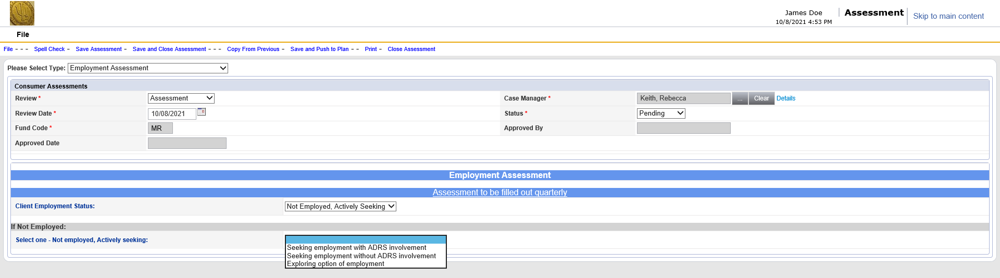 James Doe
10/8/2021 4:53 PM
Assessment
Skip to main content
File
File - - - Spell Check - Save Assessment - Save and Close Assessment - - - Copy From Previous - Save and Push to Plan - - Print - Close Assessment
Please Select Type: Employment Assessment
Consumer Assessments
Review * Assessment Case Manager * Keith, Rebecca ... Clear Details
Review Date * 10/08/2021 Status * Pending
Fund Code * MR Approved By
Approved Date
Employment Assessment
Assessment to be filled out quarterly
Client Employment Status: Not Employed, Actively Seeking
If Not Employed:
Select one - Not employed, Actively seeking:
Seeking employment with ADRS involvement
Seeking employment without ADRS involvement
Exploring option of employment